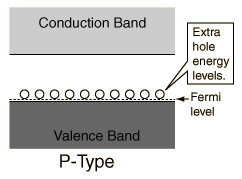 Conduction Band
Extra
hole
energy
levels.
Fermi
level
Valence Band
P-Type